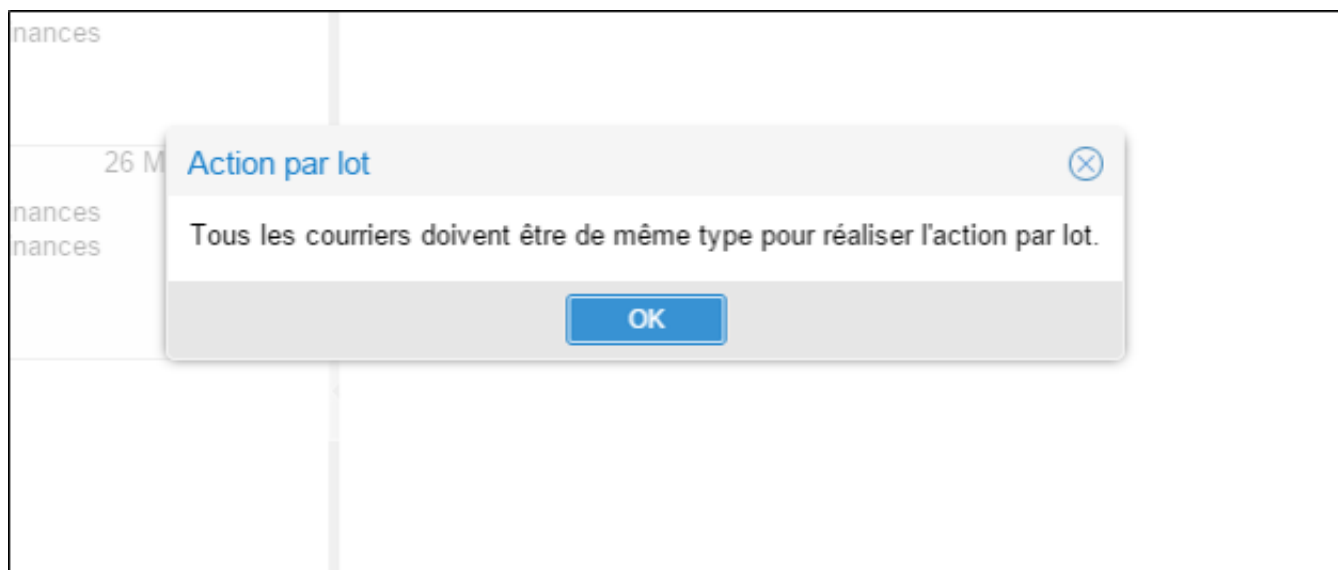 nances
26 M
Action par lot
nances
Tous les courriers doivent être de même type pour réaliser l'action par lot.
nances
OK